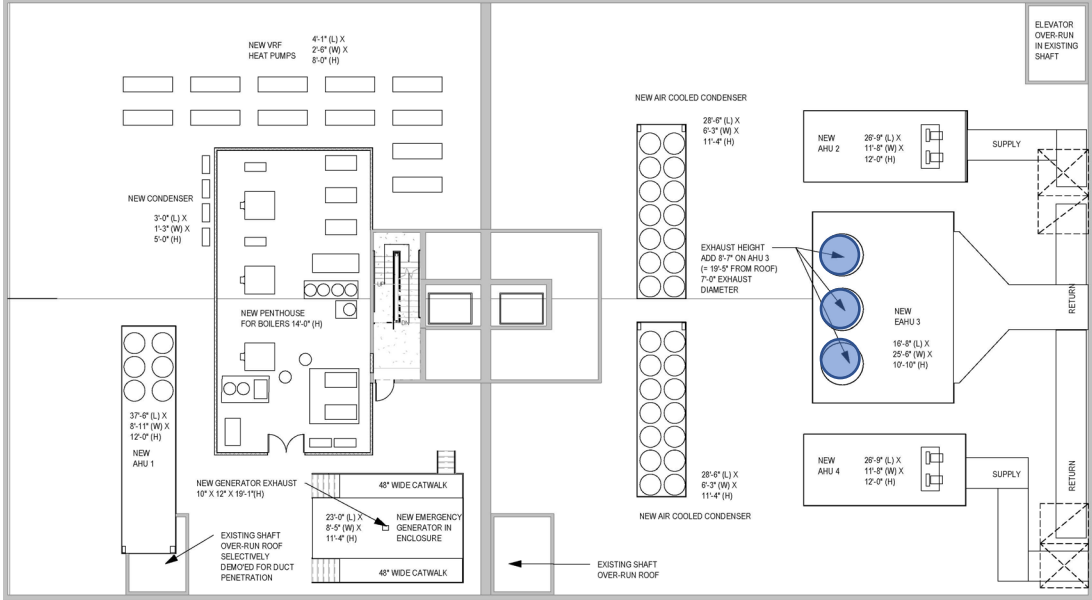 NEW VRF
HEAT PUMPS
4'-1" (L) X
2'-6" (W) X
8'-0" (H)
ELEVATOR
OVER-RUN
IN EXISTING
SHAFT
NEW AIR COOLED CONDENSER
28'-6" (L) X
6'-3" (W) X
11'-4" (H)
NEW
AHU 2
26'-9" (L) X
11'-8" (W) X
12'-0" (H)
SUPPLY
NEW CONDENSER
3'-0" (L) X
1'-3" (W) X
5'-0" (H)
EXHAUST HEIGHT
ADD 8'-7" ON AHU 3
(= 19'-5" FROM ROOF)
7'-0" EXHAUST
DIAMETER
NEW
EAHU 3
16'-8" (L) X
25'-6" (W) X
10'-10" (H)
RETURN
NEW PENTHOUSE
FOR BOILERS 14'-0" (H)
37'-6" (L) X
8'-11" (W) X
12'-0" (H)
NEW
AHU 1
NEW
AHU 4
26'-9" (L) X
11'-8" (W) X
12'-0" (H)
SUPPLY
RETURN
28'-6" (L) X
6'-3" (W) X
11'-4" (H)
NEW AIR COOLED CONDENSER
NEW GENERATOR EXHAUST
10" X 12" X 19'-1"(H)
48" WIDE CATWALK
23'-0" (L) X
8'-5" (W) X
11'-4" (H)
NEW EMERGENCY
GENERATOR IN
ENCLOSURE
48" WIDE CATWALK
EXISTING SHAFT
OVER-RUN ROOF
SELECTIVELY
DEMO'ED FOR DUCT
PENETRATION
EXISTING SHAFT
OVER-RUN ROOF